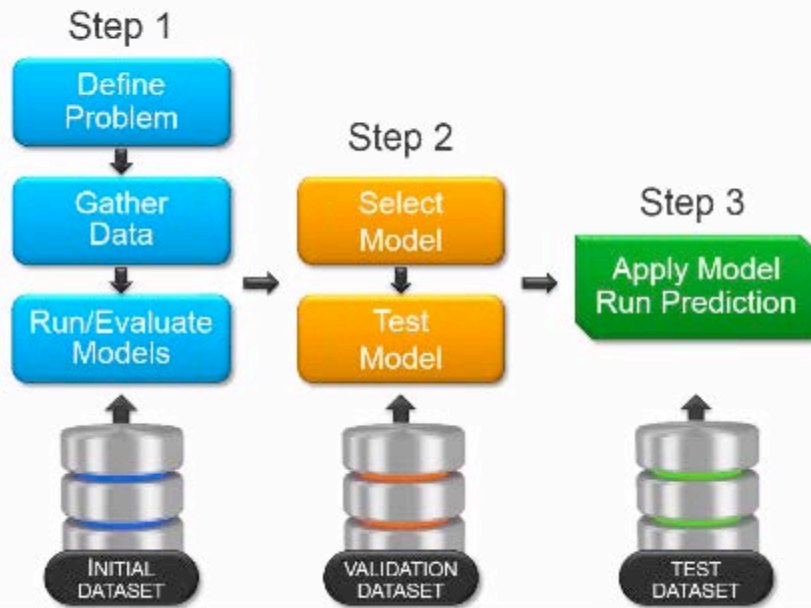 Step 1
Define
Problem
Gather
Data
Run/Evaluate
Models
INITIAL
DATASET
Step 2
Select
Model
Test
Model
VALIDATION
DATASET
Step 3
Apply Model
Run Prediction
TEST
DATASET